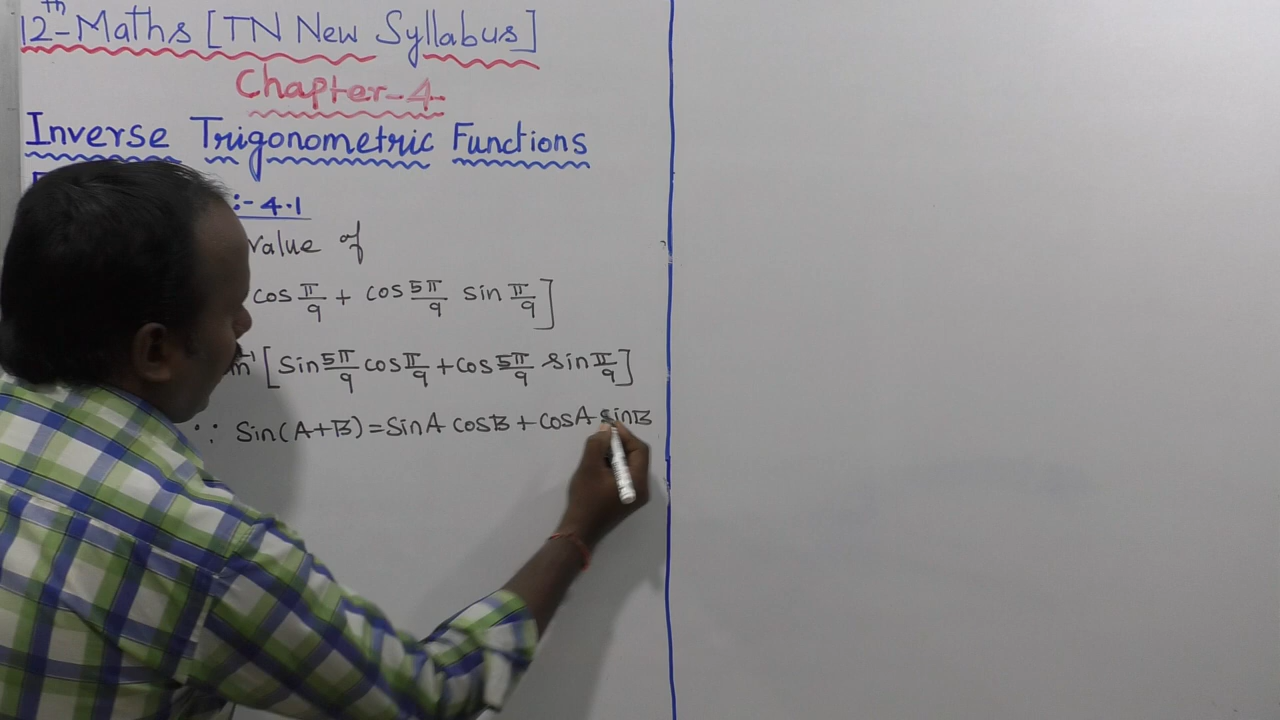 12th-Maths [TN New Syllabus]
Chapter-4
Inverse Trigonometric Functions
:- 4.1
value of
cos π/9 + cos 5π/9 sin π/9]
[sin 5π/9 cos π/9 + cos 5π/9 sin π/9]
∵ Sin(A+B) = SinA cosB + cosA sinB